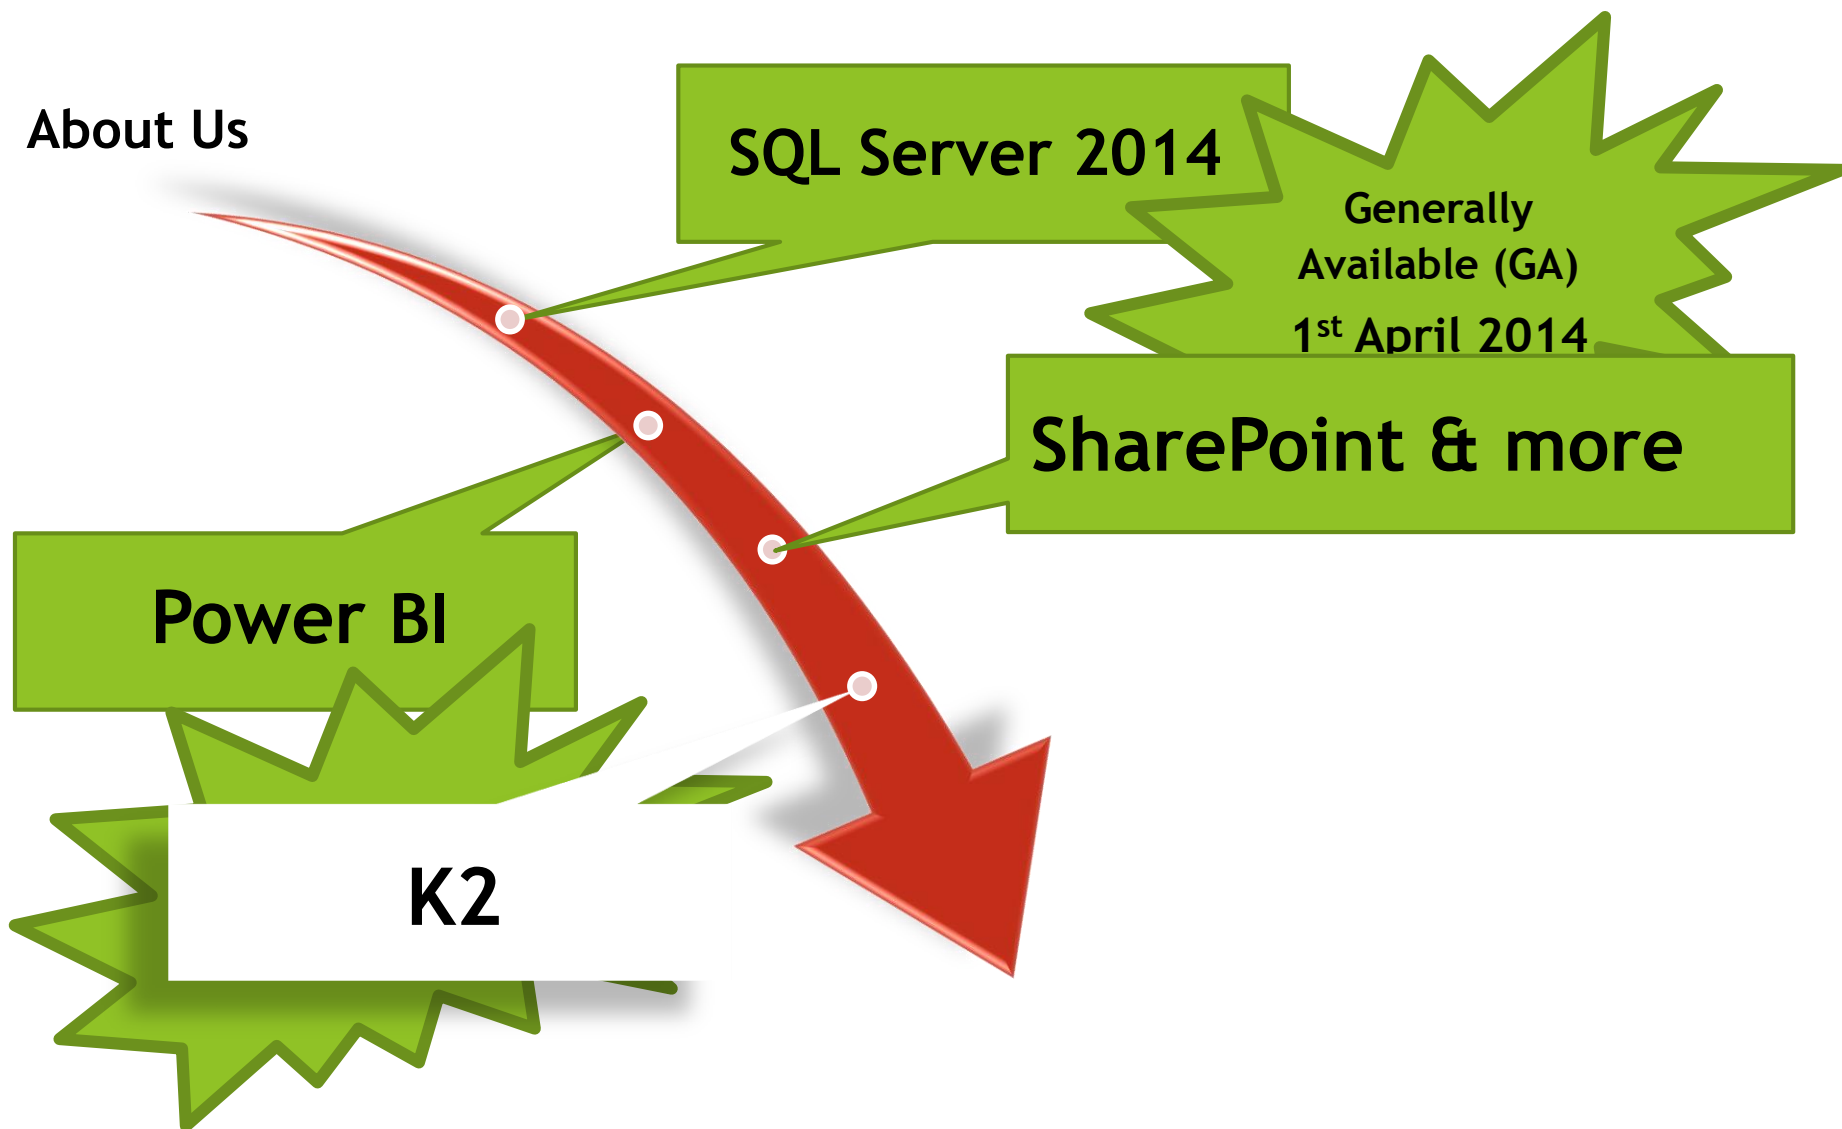 About Us
SQL Server 2014
Generally
Available (GA)
1st April 2014
SharePoint & more
Power BI
K2